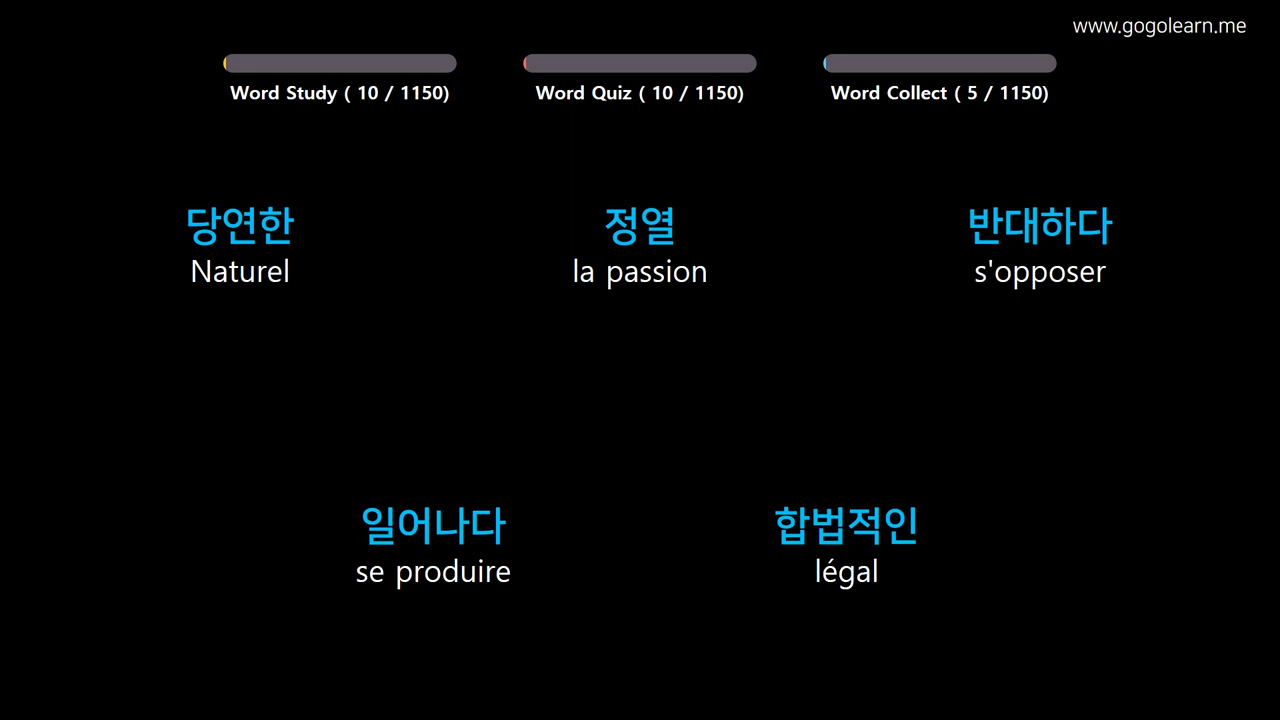 www.gogolearn.me
Word Study ( 10 / 1150)
Word Quiz ( 10 / 1150)
Word Collect ( 5 / 1150)
당연한
Naturel
정열
la passion
반대하다
s'opposer
일어나다
se produire
합법적인
légal